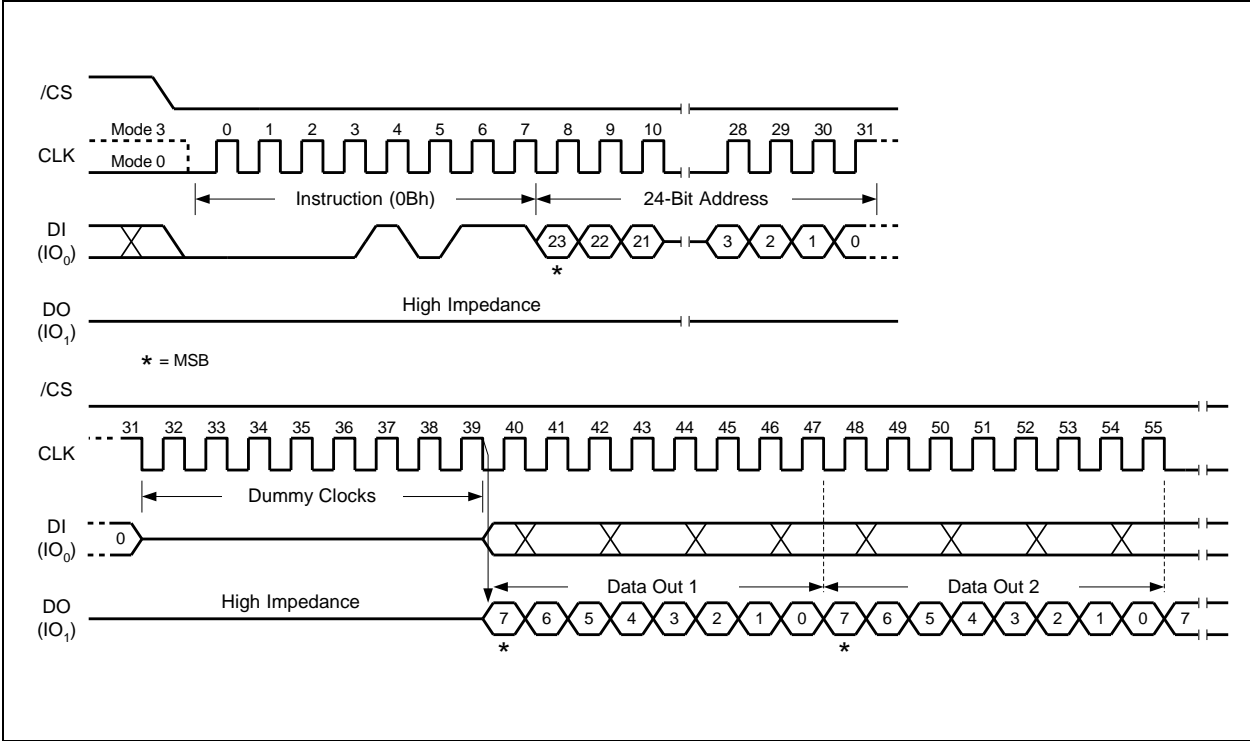 /CS
Mode 3
0 1 2 3 4 5 6 7 8 9 10 28 29 30 31
CLK
Mode 0
Instruction (0Bh) 24-Bit Address
DI
(IO0)
23 22 21 3 2 1 0
*
High Impedance
DO
(IO1)
* = MSB
/CS
31 32 33 34 35 36 37 38 39 40 41 42 43 44 45 46 47 48 49 50 51 52 53 54 55
CLK
Dummy Clocks
DI
(IO0)
0
Data Out 1 Data Out 2
High Impedance
DO
(IO1)
7 6 5 4 3 2 1 0 7 6 5 4 3 2 1 0 7
* *